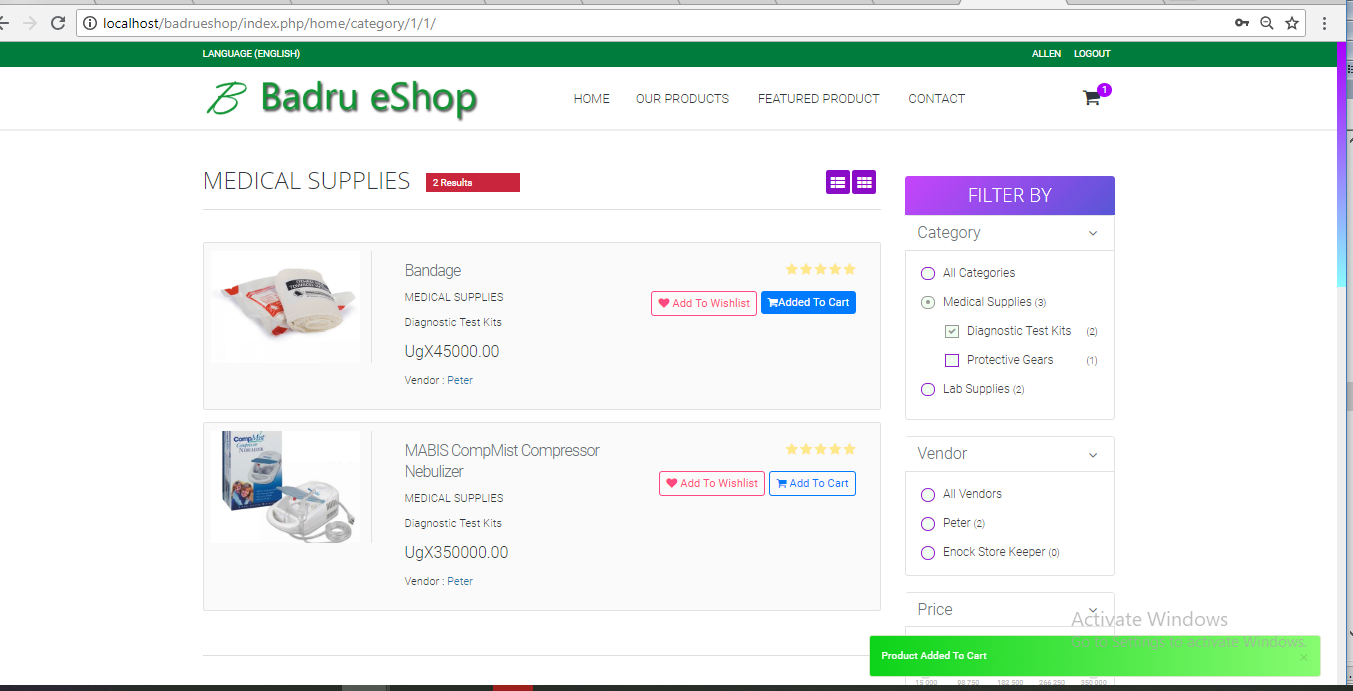 localhost/badrueshop/index.php/home/category/1/1/
LANGUAGE (ENGLISH)
ALLEN LOGOUT
B Badru eShop
HOME OUR PRODUCTS FEATURED PRODUCT CONTACT
1
MEDICAL SUPPLIES 2 Results
FILTER BY
Category
All Categories
Medical Supplies (3)
Diagnostic Test Kits (2)
Protective Gears (1)
Lab Supplies (2)
Bandage
MEDICAL SUPPLIES
Diagnostic Test Kits
UgX45000.00
Vendor : Peter
Add To Wishlist Added To Cart
CompMist
MABIS CompMist Compressor
Nebulizer
MEDICAL SUPPLIES
Diagnostic Test Kits
UgX350000.00
Vendor : Peter
Add To Wishlist Add To Cart
Vendor
All Vendors
Peter (2)
Enock Store Keeper (0)
Price
Activate Windows
Go to Settings to activate Windows.
Product Added To Cart
×
15 000 98 750 182 500 266 250 350 000